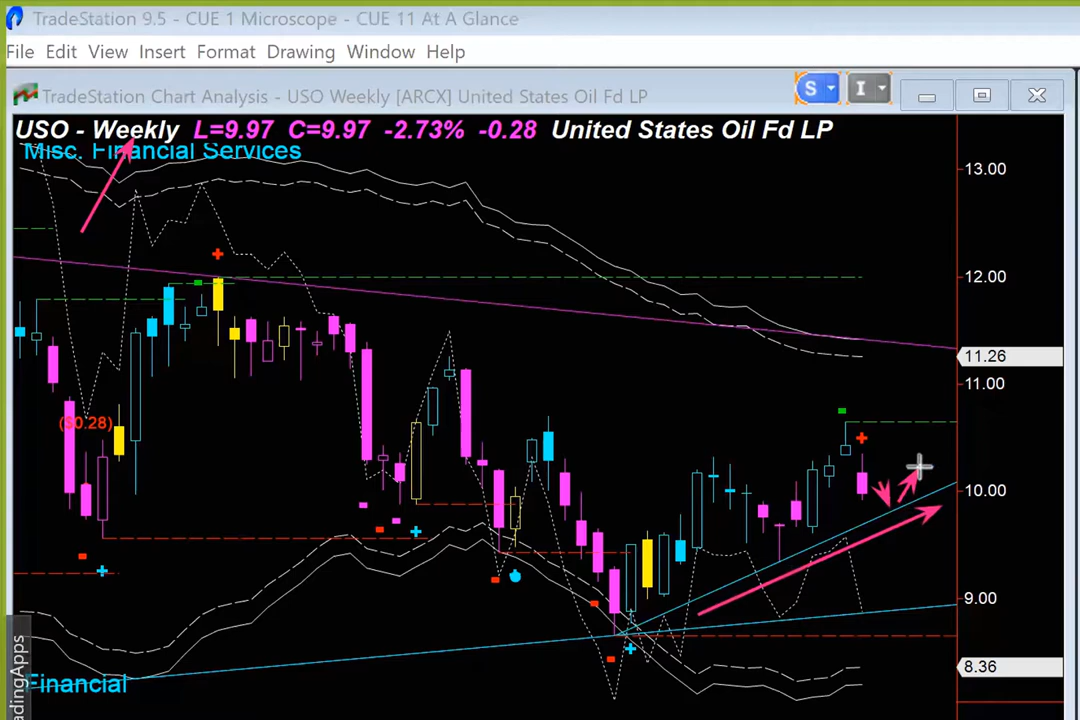 TradeStation 9.5 - CUE 1 Microscope - CUE 11 At A Glance
File Edit View Insert Format Drawing Window Help
TradeStation Chart Analysis - USO Weekly [ARCX] United States Oil Fd LP
S I
USO - Weekly L=9.97 C=9.97 -2.73% -0.28 United States Oil Fd LP
Misc. Financial Services
13.00
12.00
11.26
11.00
(30.28)
10.00
9.00
8.36
Financial